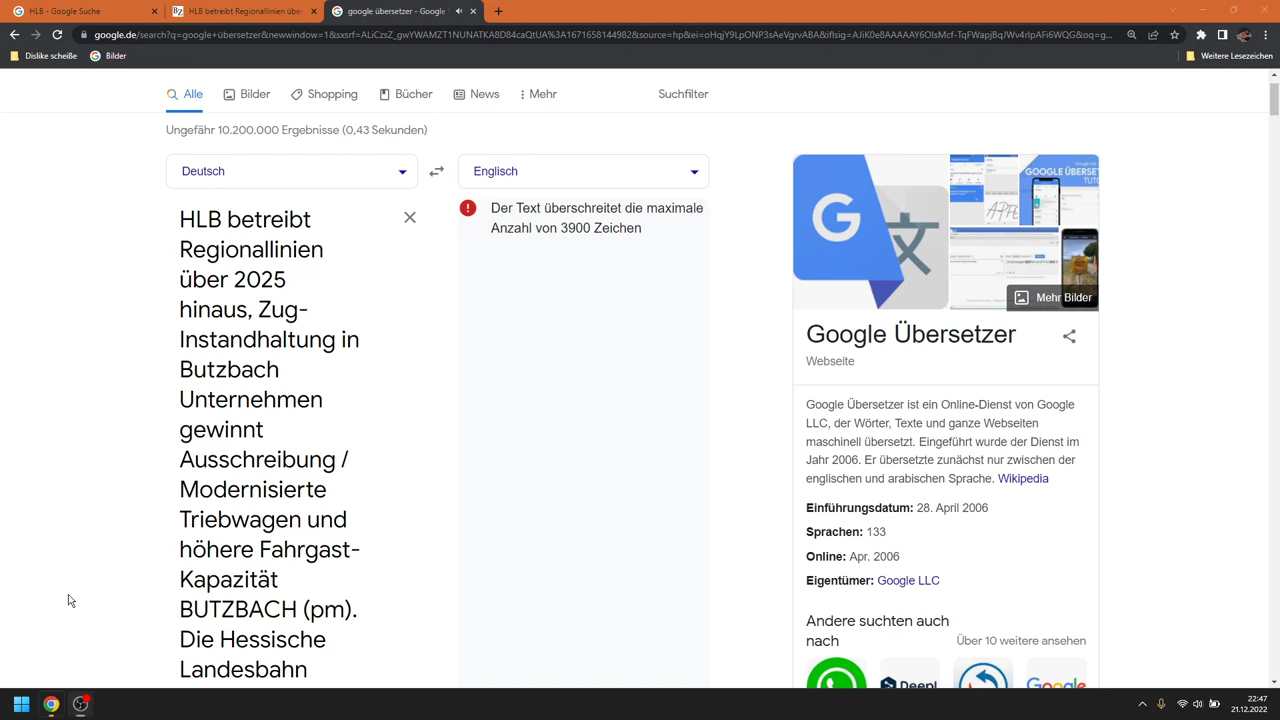 HLB - Google Suche
HLB betreibt Regionallinien über
google übersetzer - Google
google.de/search?q=google+übersetzer&newwindow=1&sxsrf=ALiCzsZ_gwYWAMZT1NUNATKA8D84caQtUA%3A1671658144982&source=hp&ei=oHqjY9LpONP3sAeVgrvABA&iflsig=AJiK0e8AAAAAY6OIsMcf-TqFWapjBqJWv4rIpAFi6WQG&oq=g...
Dislike scheiße
Bilder
Weitere Lesezeichen
Alle
Bilder
Shopping
Bücher
News
Mehr
Suchfilter
Ungefähr 10.200.000 Ergebnisse (0,43 Sekunden)
Deutsch
Englisch
HLB betreibt
Regionallinien
über 2025
hinaus, Zug-
Instandhaltung in
Butzbach
Unternehmen
gewinnt
Ausschreibung /
Modernisierte
Triebwagen und
höhere Fahrgast-
Kapazität
BUTZBACH (pm).
Die Hessische
Landesbahn
Der Text überschreitet die maximale
Anzahl von 3900 Zeichen
GOOGLE ÜBERSETZE
TUT
Mehr Bilder
Google Übersetzer
Webseite
Google Übersetzer ist ein Online-Dienst von Google
LLC, der Wörter, Texte und ganze Webseiten
maschinell übersetzt. Eingeführt wurde der Dienst im
Jahr 2006. Er übersetzte zunächst nur zwischen der
englischen und arabischen Sprache. Wikipedia
Einführungsdatum: 28. April 2006
Sprachen: 133
Online: Apr. 2006
Eigentümer: Google LLC
Andere suchten auch
nach
Über 10 weitere ansehen
DeepL
Google
22:47
21.12.2022